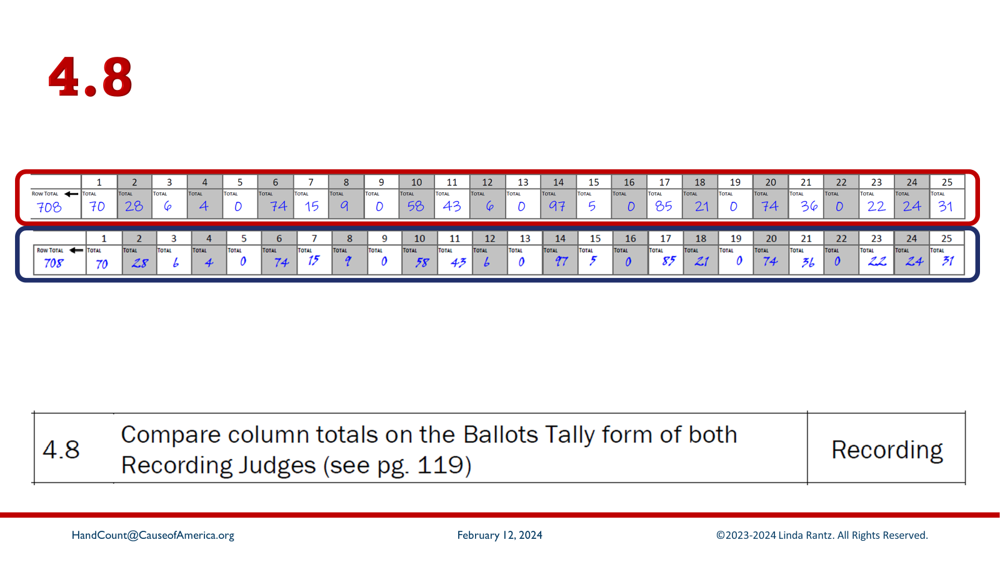 4.8
1 2 3 4 5 6 7 8 9 10 11 12 13 14 15 16 17 18 19 20 21 22 23 24 25
Row Total Total Total Total Total Total Total Total Total Total Total Total Total Total Total Total Total Total Total Total Total Total Total Total Total Total
708 70 28 6 4 0 74 15 9 0 58 43 6 0 97 5 0 85 21 0 74 36 0 22 24 31
1 2 3 4 5 6 7 8 9 10 11 12 13 14 15 16 17 18 19 20 21 22 23 24 25
Row Total Total Total Total Total Total Total Total Total Total Total Total Total Total Total Total Total Total Total Total Total Total Total Total Total Total
708 70 28 6 4 0 74 15 9 0 58 43 6 0 97 5 0 85 21 0 74 36 0 22 24 31
4.8 Compare column totals on the Ballots Tally form of both
Recording Judges (see pg. 119)
Recording
HandCount@CauseofAmerica.org February 12, 2024 ©2023-2024 Linda Rantz. All Rights Reserved.